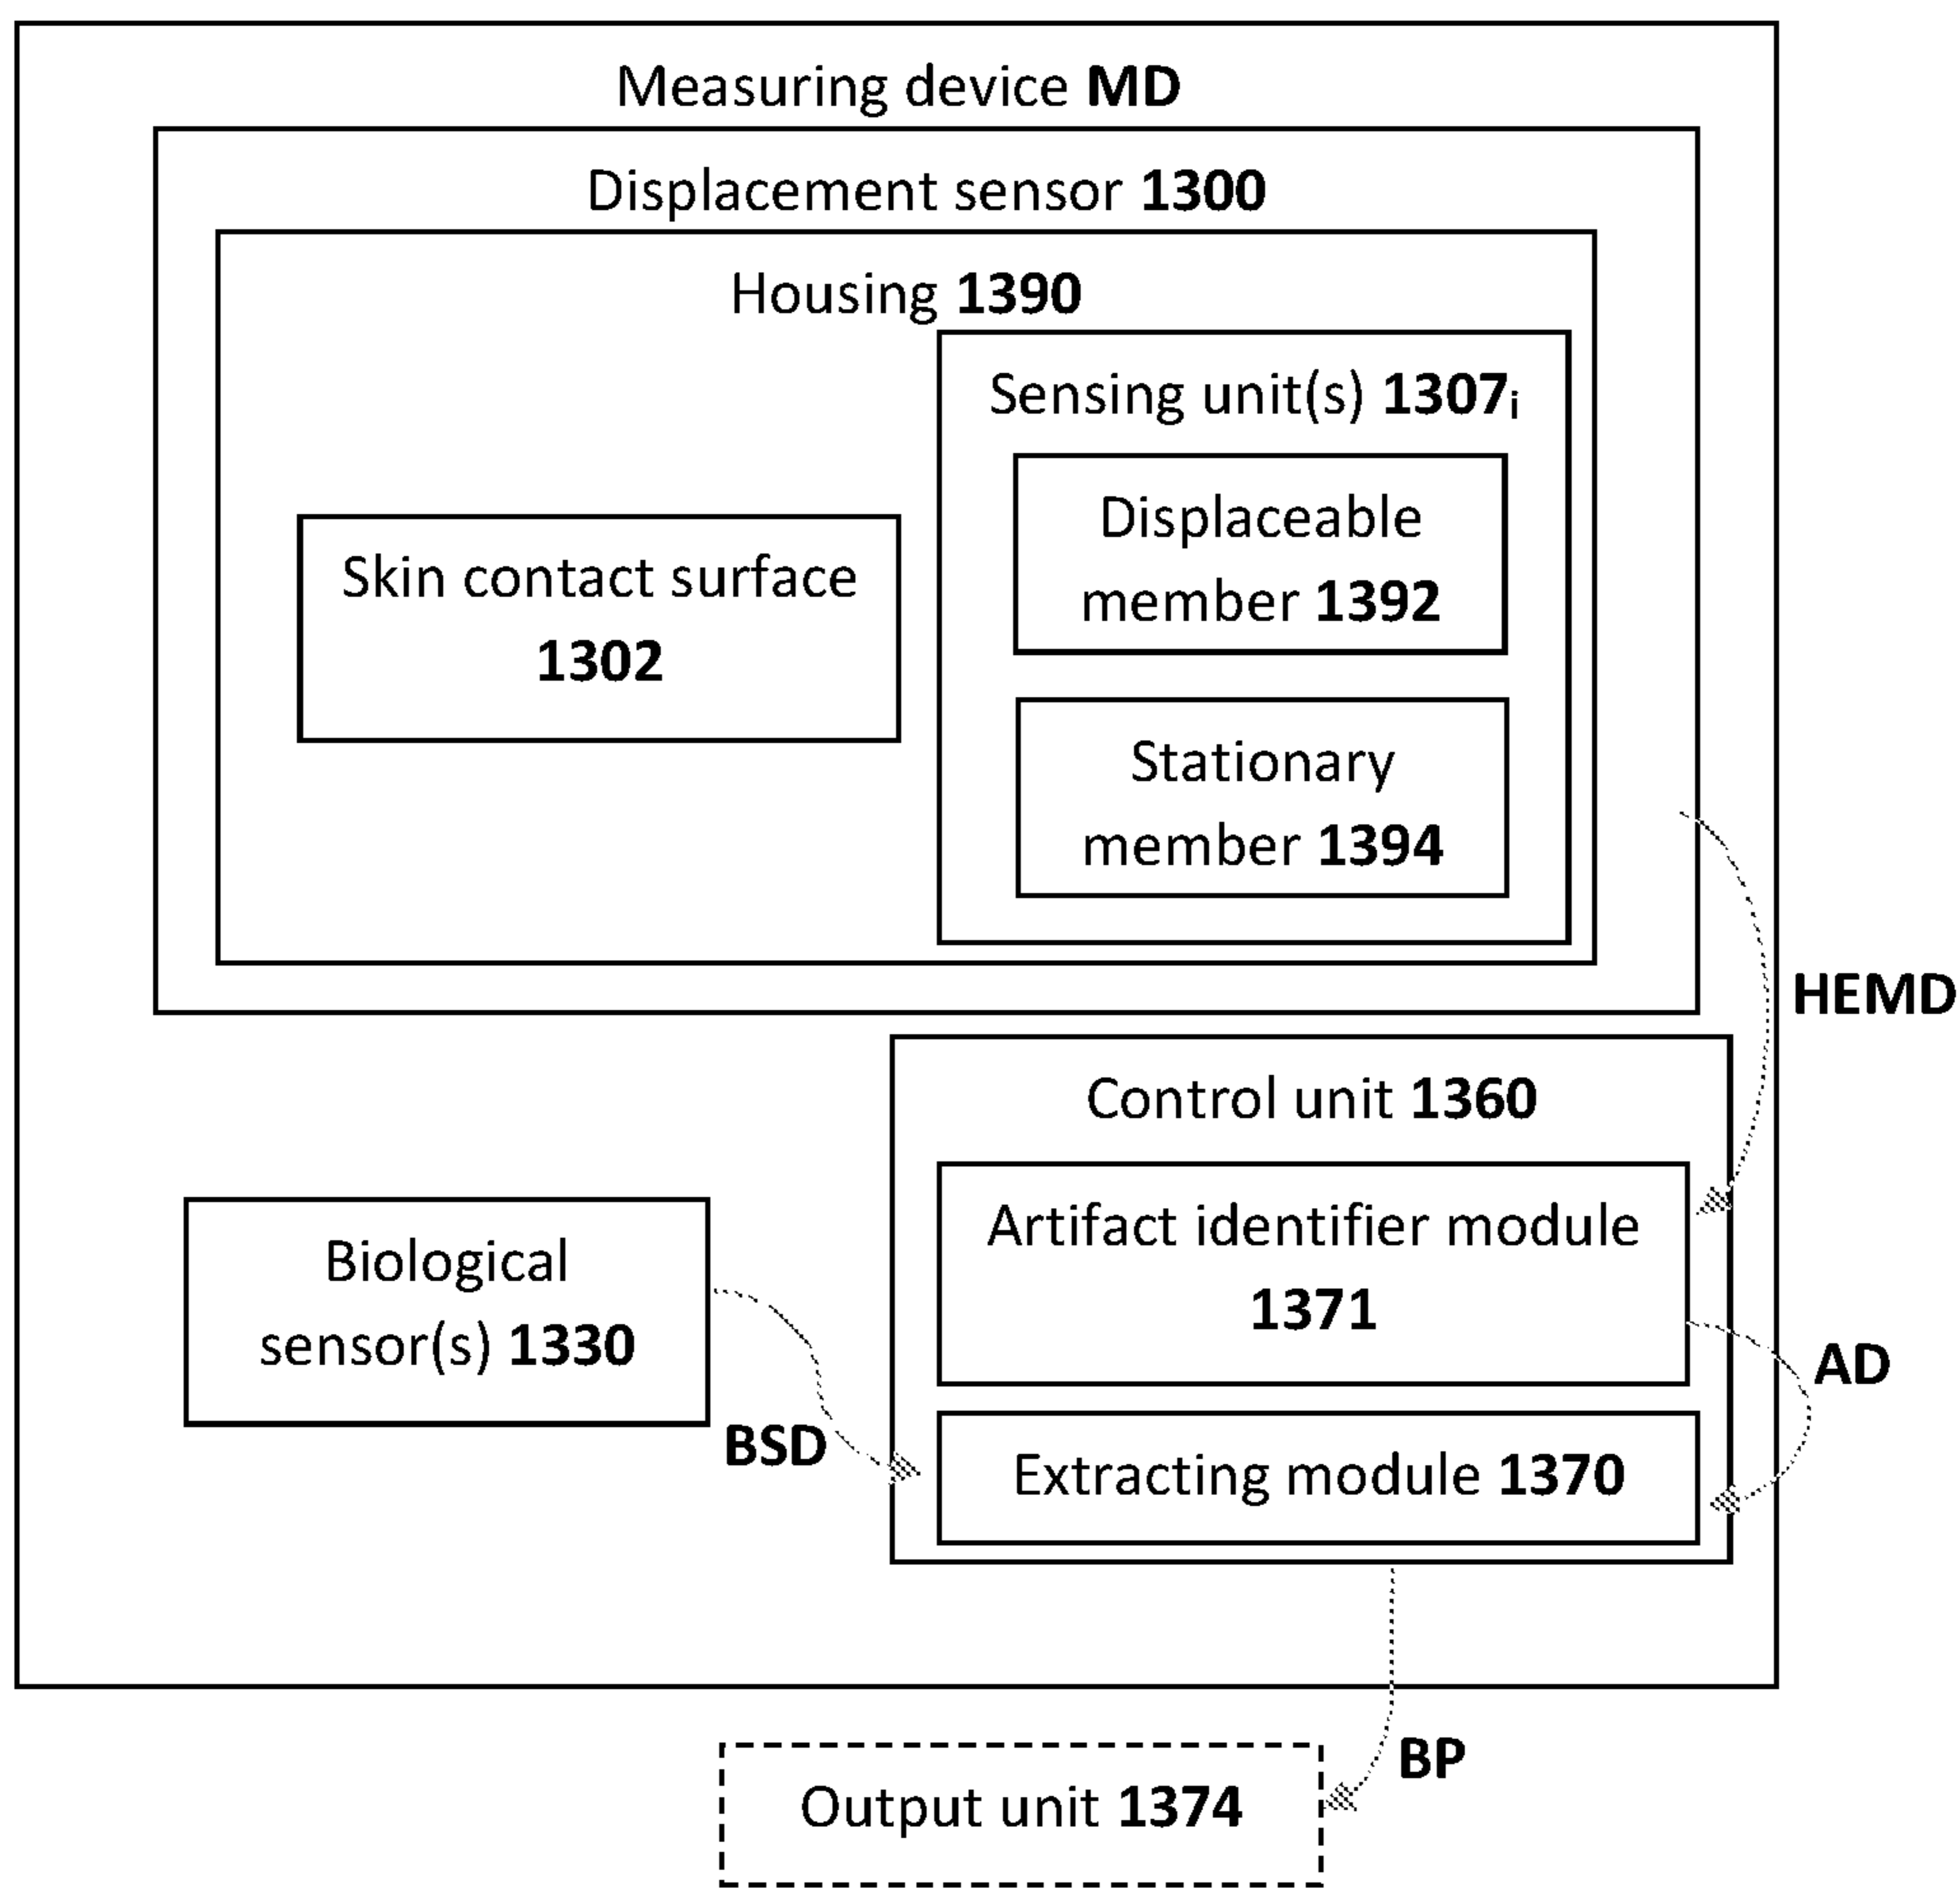 Measuring device MD
Displacement sensor 1300
Housing 1390
Sensing unit(s) 1307i
Displaceable
member 1392
Skin contact surface
1302
Stationary
member 1394
HEMD
Control unit 1360
Artifact identifier module
1371
Biological
sensor(s) 1330
AD
BSD
Extracting module 1370
BP
Output unit 1374